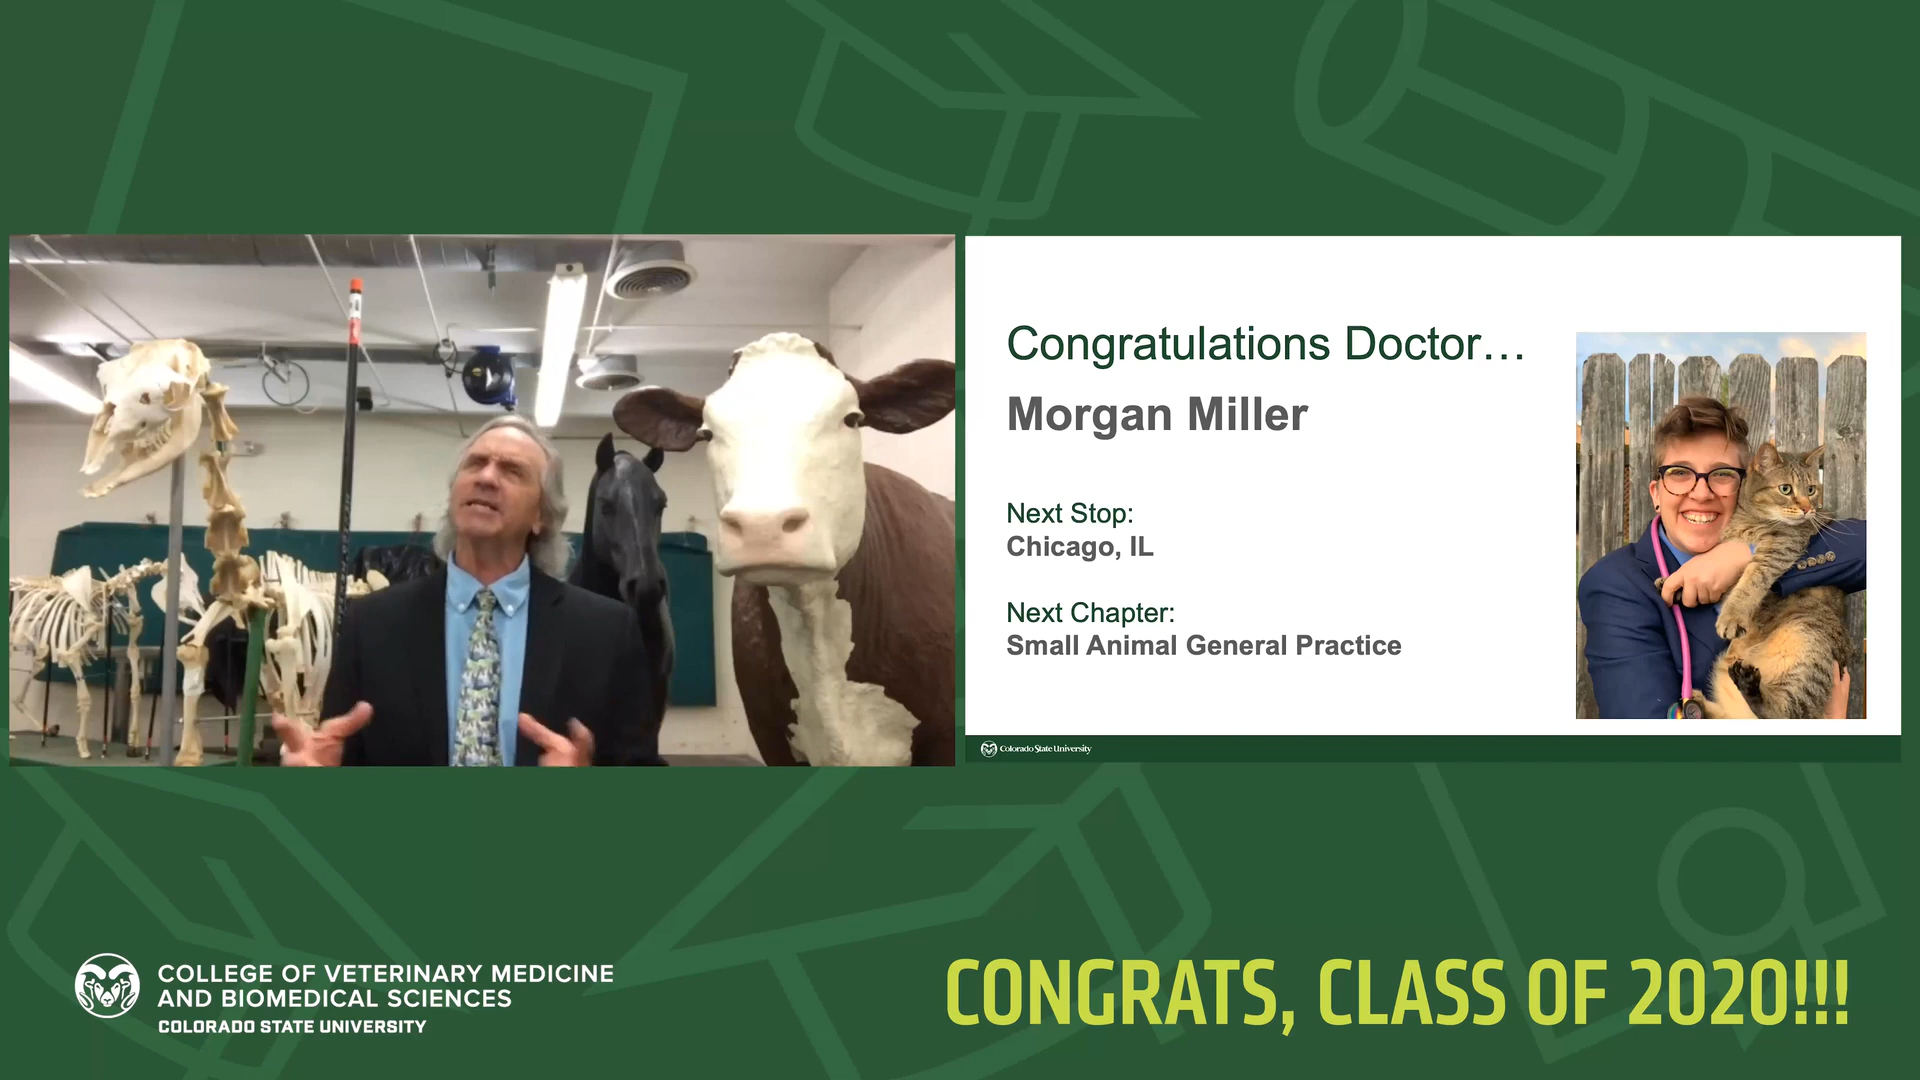 Congratulations Doctor…
Morgan Miller
Next Stop:
Chicago, IL
Next Chapter:
Small Animal General Practice
Colorado State University
COLLEGE OF VETERINARY MEDICINE
AND BIOMEDICAL SCIENCES
COLORADO STATE UNIVERSITY
CONGRATS, CLASS OF 2020!!!